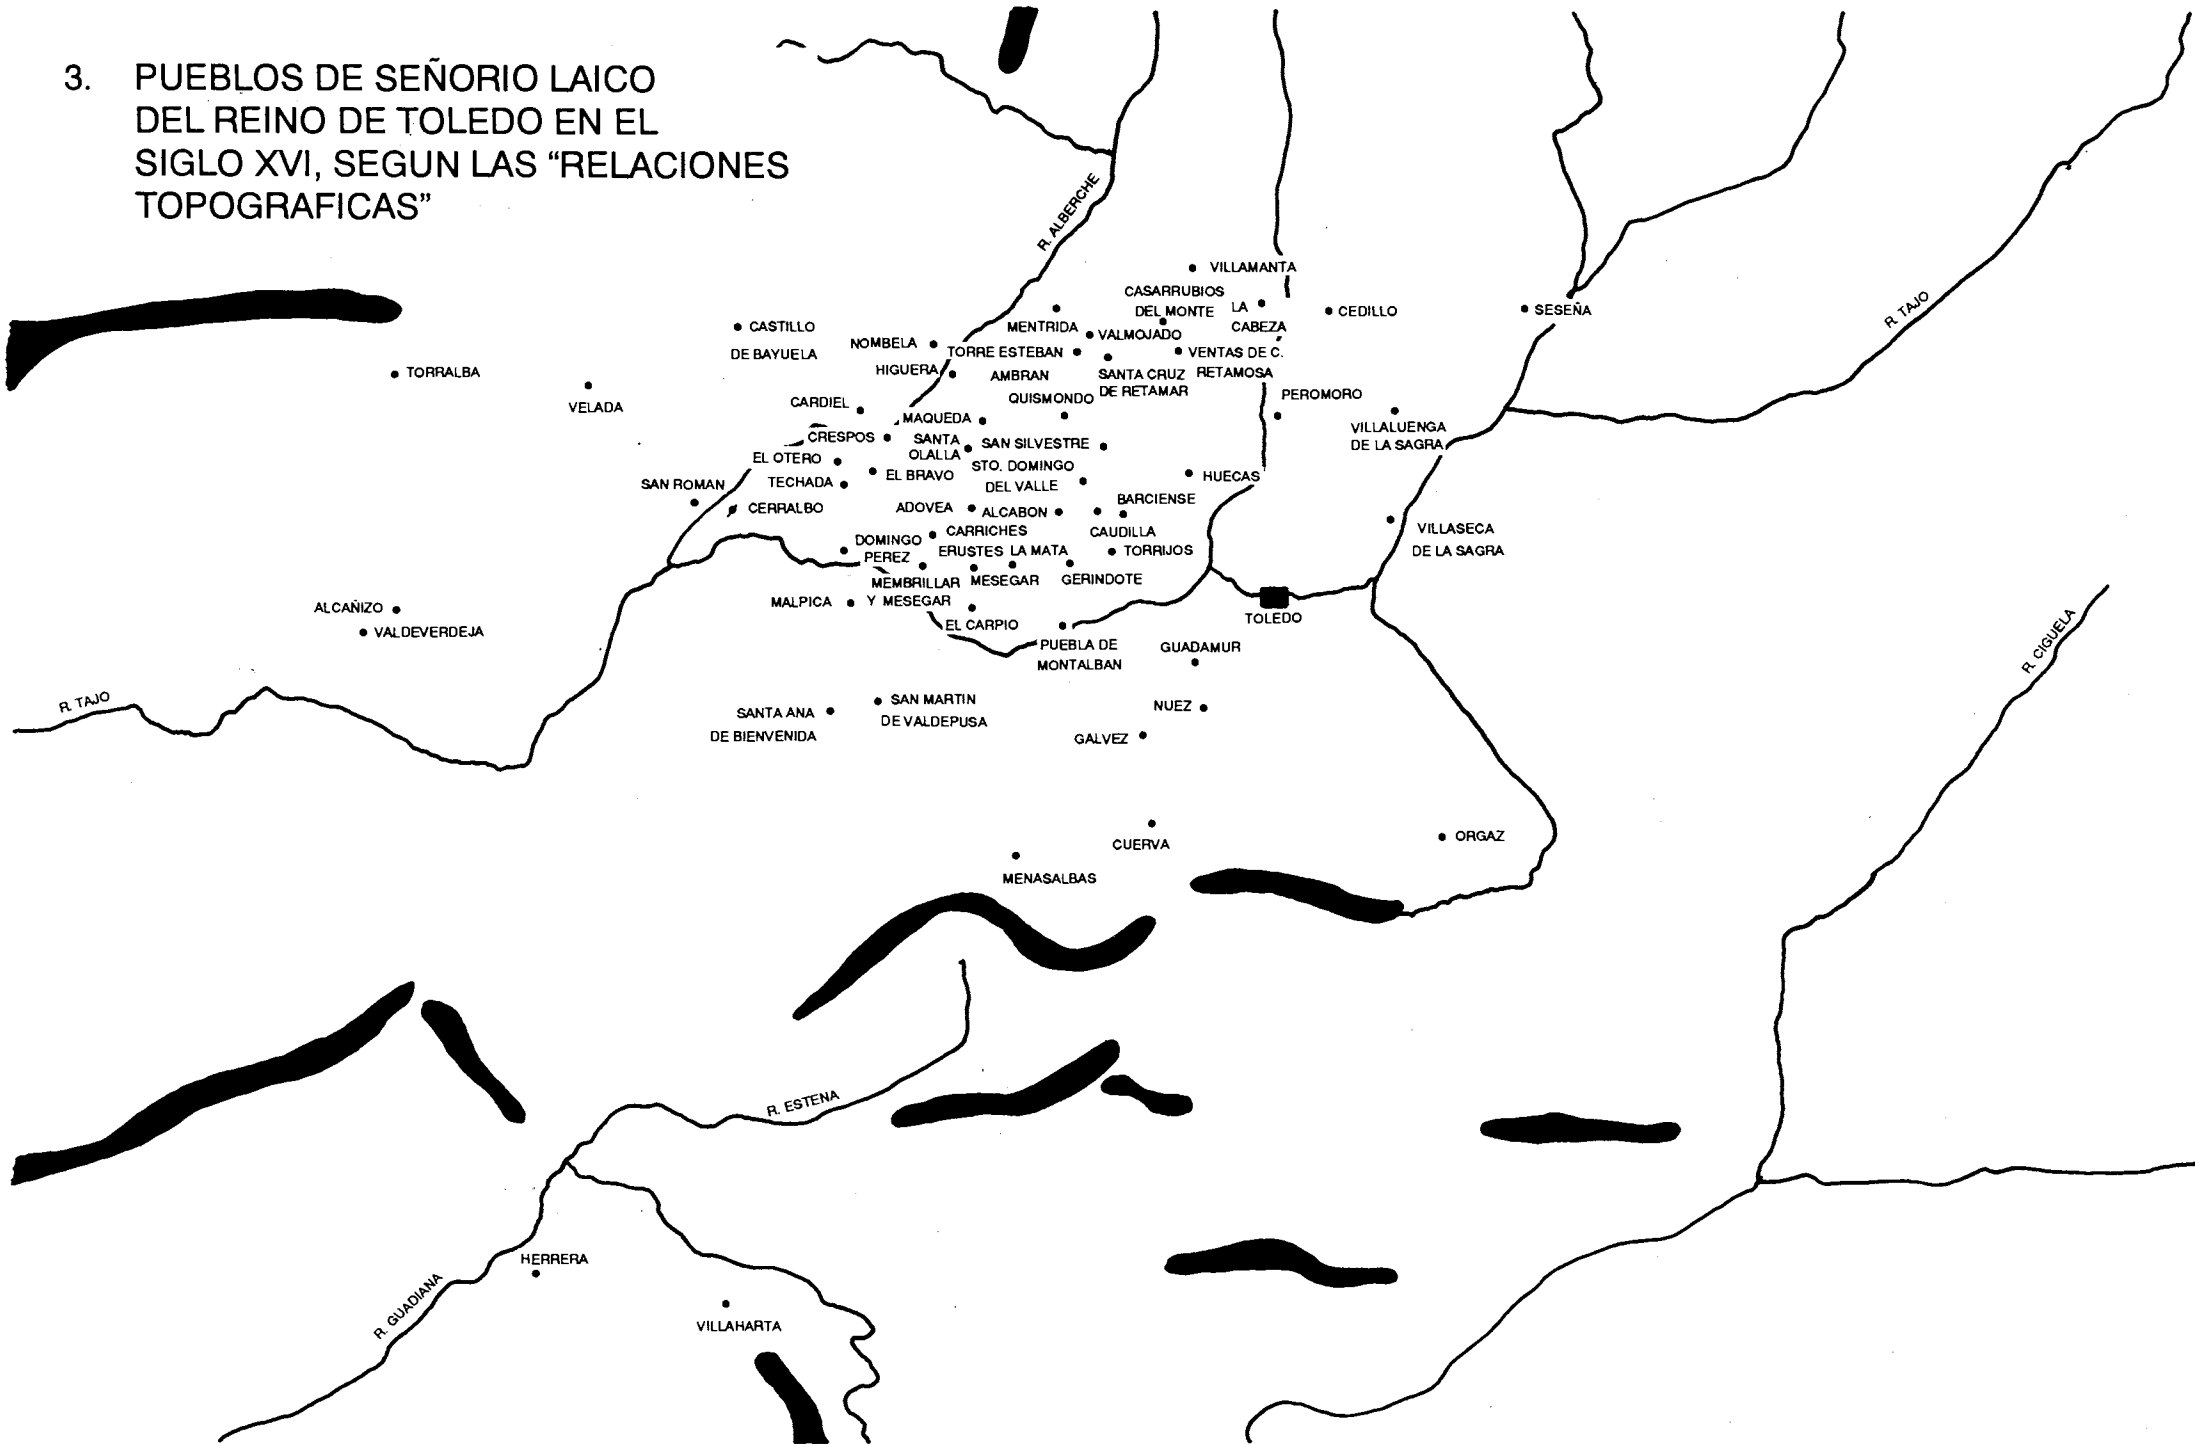 3. PUEBLOS DE SEÑORIO LAICO
DEL REINO DE TOLEDO EN EL
SIGLO XVI, SEGUN LAS “RELACIONES
TOPOGRAFICAS”
R. ALBERCHE
VILLAMANTA
CASARRUBIOS
DEL MONTE
LA
CABEZA
CEDILLO
SESEÑA
R. TAJO
CASTILLO
DE BAYUELA
MENTRIDA
VALMOJADO
NOMBELA
TORRE ESTEBAN
VENTAS DE C.
RETAMOSA
HIGUERA
AMBRAN
SANTA CRUZ
DE RETAMAR
TORRALBA
VELADA
QUISMONDO
PEROMORO
CARDIEL
MAQUEDA
VILLALUENGA
DE LA SAGRA
CRESPOS
SANTA
OLALLA
SAN SILVESTRE
EL OTERO
EL BRAVO
STO. DOMINGO
DEL VALLE
HUECAS
SAN ROMAN
TECHADA
BARCIENSE
CERRALBO
ADOVEA
ALCABON
CARRICHES
CAUDILLA
VILLASECA
DE LA SAGRA
DOMINGO
PEREZ
ERUSTES
LA MATA
TORRIJOS
MEMBRILLAR
Y MESEGAR
MESEGAR
GERINDOTE
MALPICA
ALCAÑIZO
VALDEVERDEJA
EL CARPIO
TOLEDO
PUEBLA DE
MONTALBAN
GUADAMUR
R. CIGUELA
R. TAJO
SANTA ANA
DE BIENVENIDA
SAN MARTIN
DE VALDEPUSA
NUEZ
GALVEZ
CUERVA
ORGAZ
MENASALBAS
R. ESTENA
HERRERA
R. GUADIANA
VILLAHARTA